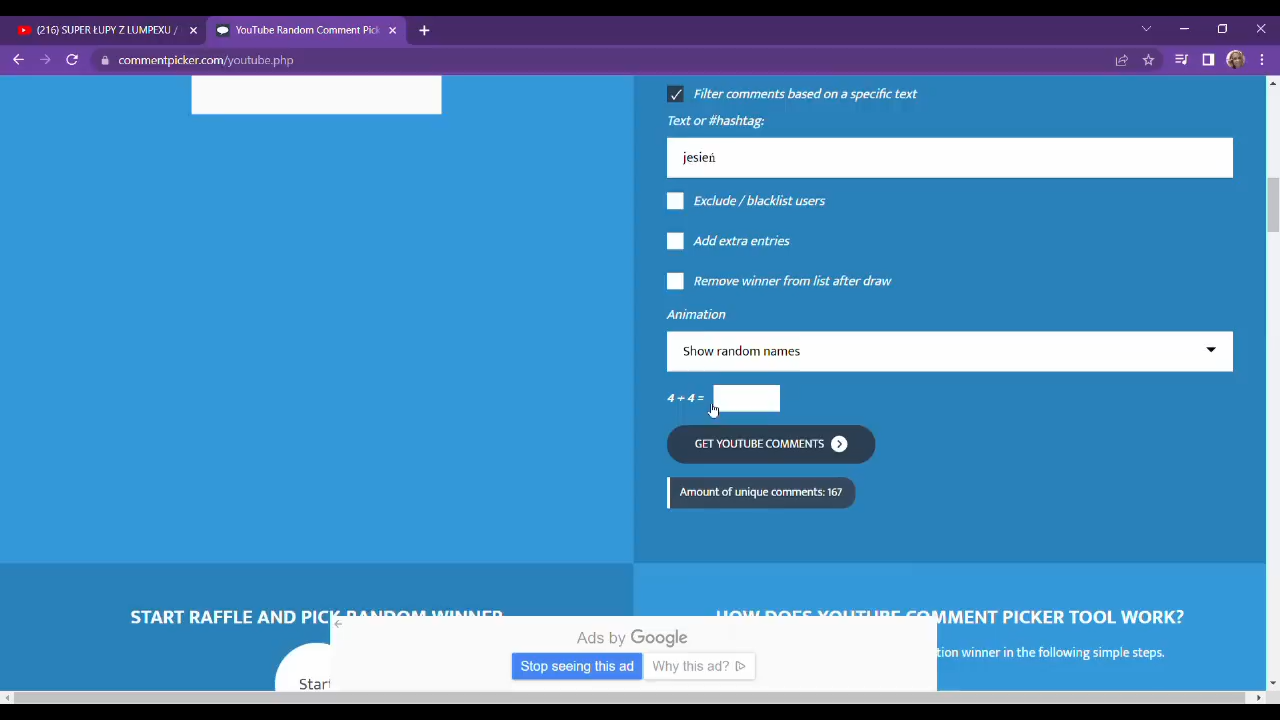 (216) SUPER ŁUPY Z LUMPEXU /
YouTube Random Comment Pic
commentpicker.com/youtube.php
Filter comments based on a specific text
Text or #hashtag:
jesień
Exclude / blacklist users
Add extra entries
Remove winner from list after draw
Animation
Show random names
4 + 4 =
GET YOUTUBE COMMENTS
Amount of unique comments: 167
START RAFFLE AND PICK RANDOM WINNER
HOW DOES YOUTUBE COMMENT PICKER TOOL WORK?
Ads by Google
tion winner in the following simple steps.
Stop seeing this ad
Why this ad?
Start